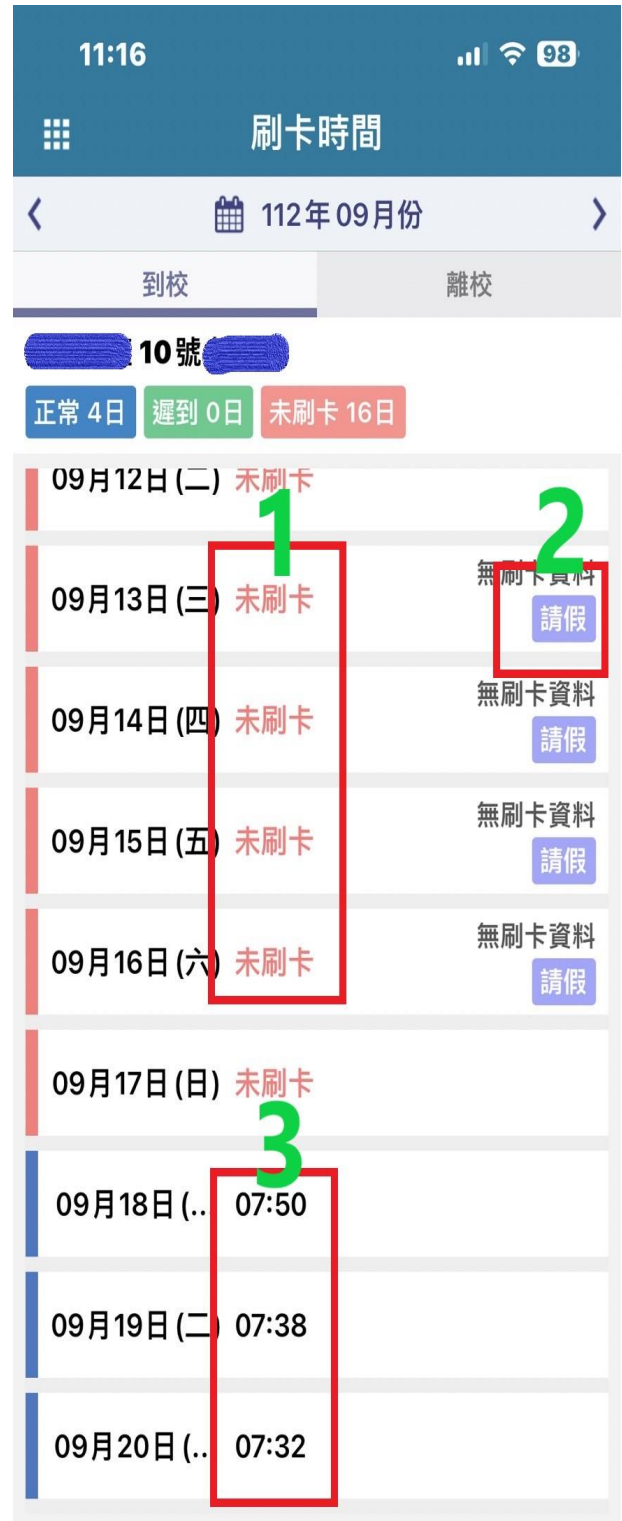 11:16 98
刷卡時間
112年09月份
到校 離校
10號
正常 4日 遲到 0日 未刷卡 16日
09月12日(二) 未刷卡
1 2
09月13日(三) 未刷卡 無刷卡資料
請假
09月14日(四) 未刷卡 無刷卡資料
請假
09月15日(五) 未刷卡 無刷卡資料
請假
09月16日(六) 未刷卡 無刷卡資料
請假
09月17日(日) 未刷卡
3
09月18日(... 07:50
09月19日(二) 07:38
09月20日(... 07:32